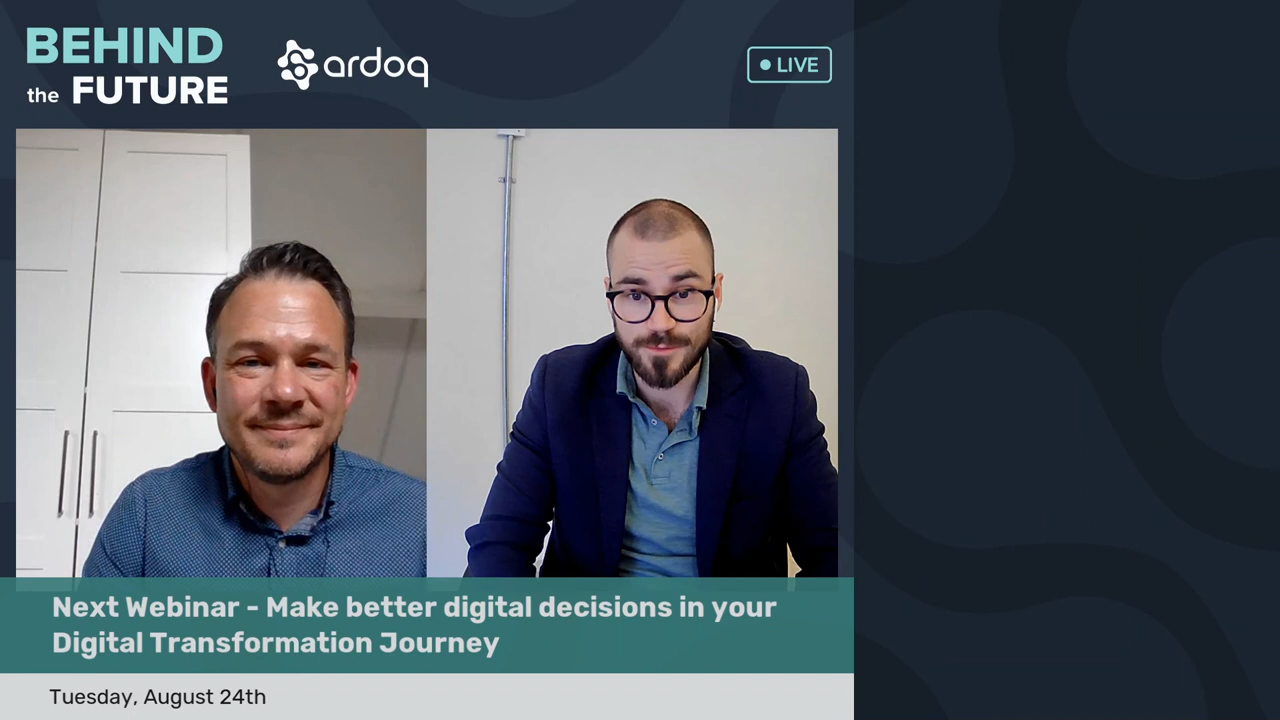 BEHIND
the FUTURE
ardoq
LIVE
Next Webinar - Make better digital decisions in your
Digital Transformation Journey
Tuesday, August 24th